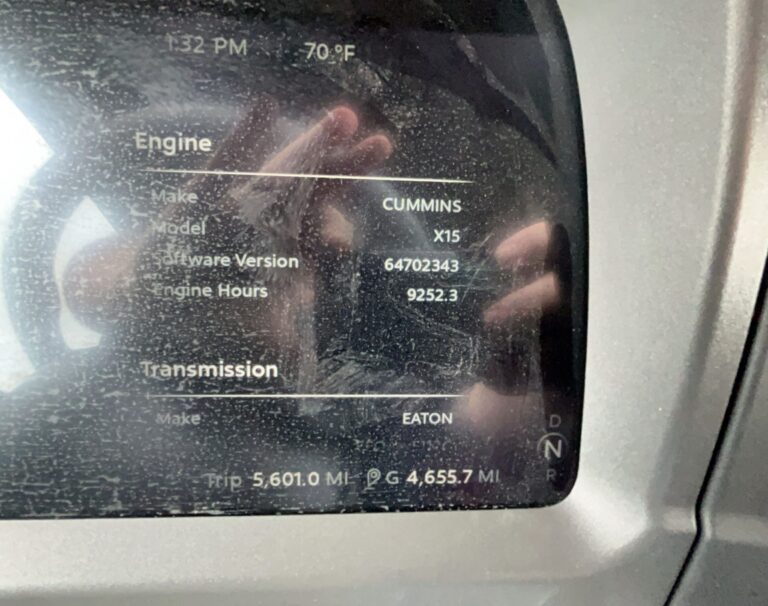 1:32 PM 70 °F
Engine
Make CUMMINS
Model X15
Software Version 64702343
Engine Hours 9252.3
Transmission
Make EATON
D
N
R
Trip 5,601.0 MI G 4,655.7 MI